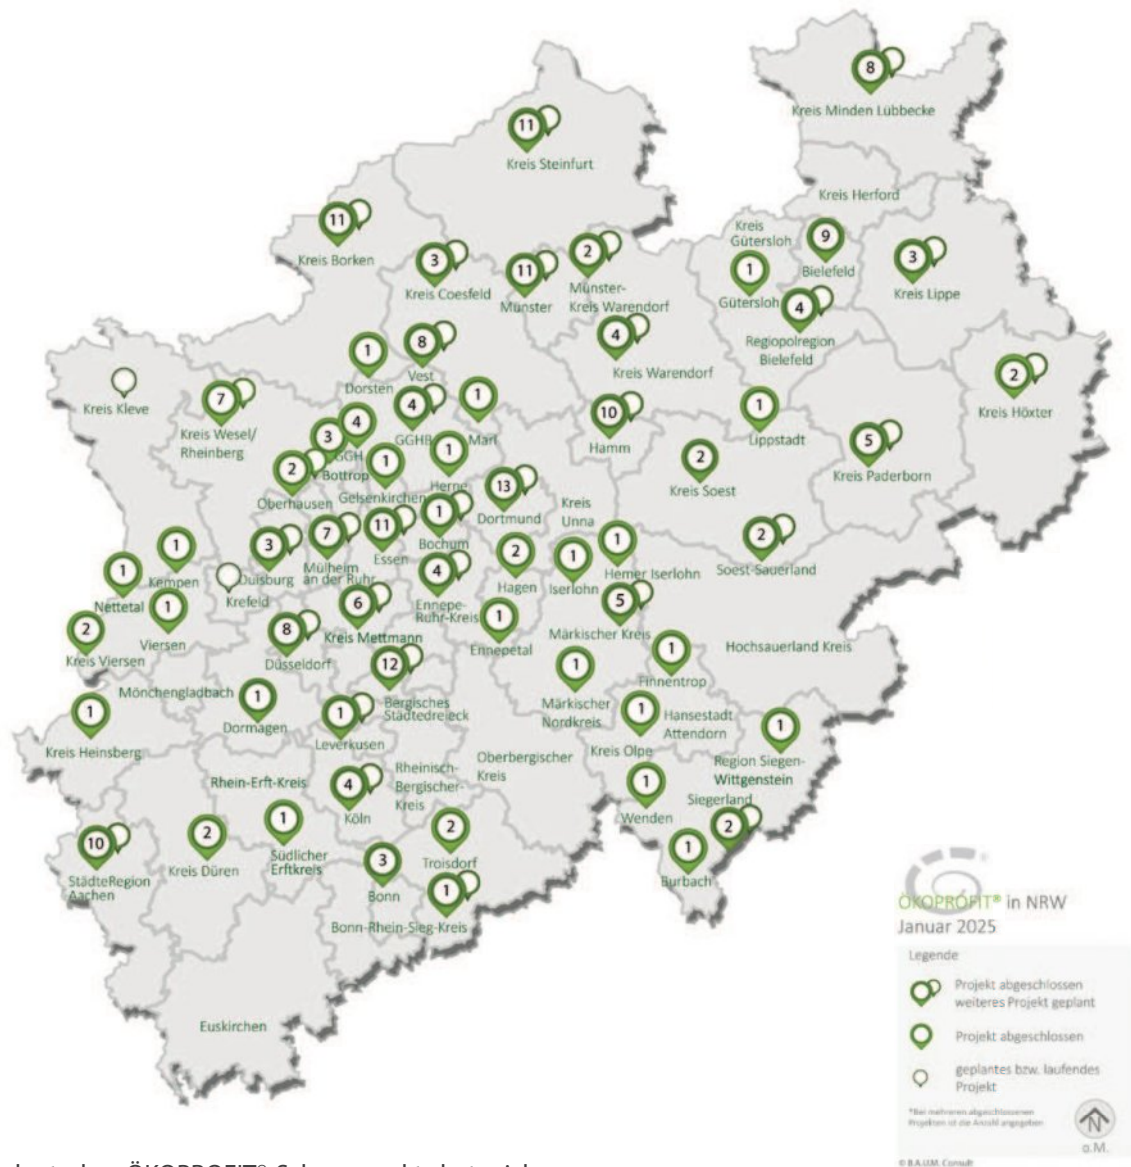 8
Kreis Minden Lübbecke
11
Kreis Steinfurt
Kreis Herford
11
Kreis Borken
3
Kreis Coesfeld
11
Münster
2
Münster-
Kreis Warendorf
Kreis
Gütersloh
1
Gütersloh
9
Bielefeld
3
Kreis Lippe
4
Regiopolregion
Bielefeld
4
Kreis Warendorf
1
Dorsten
8
Vest
Kreis Kleve
7
Kreis Wesel/
Rheinberg
4
GGHB
1
Marl
10
Hamm
1
Lippstadt
2
Kreis Höxter
5
Kreis Paderborn
2
Kreis Soest
4
GGH
3
Bottrop
2
Oberhausen
1
Gelsenkirchen
1
Herne
13
Dortmund
Kreis
Unna
1
Bochum
11
Essen
7
Mülheim
an der Ruhr
3
Duisburg
Krefeld
1
Kempen
1
Nettetal
1
Viersen
2
Kreis Viersen
2
Hagen
1
Iserlohn
1
Hemer Iserlohn
2
Soest-Sauerland
4
Ennepe-
Ruhr-Kreis
1
Ennepetal
5
Märkischer Kreis
6
Kreis Mettmann
8
Düsseldorf
12
Bergisches
Städtedreieck
Hochsauerland Kreis
1
Finnentrop
1
Märkischer
Nordkreis
1
Hansestadt
Attendorn
Kreis Olpe
1
Region Siegen-
Wittgenstein
Mönchengladbach
1
Dormagen
1
Leverkusen
1
Kreis Heinsberg
Oberbergischer
Kreis
Rheinisch-
Bergischer-
Kreis
Rhein-Erft-Kreis
4
Köln
1
Wenden
Siegerland
2
1
Burbach
10
StädteRegion
Aachen
2
Kreis Düren
1
Südlicher
Erftkreis
3
Bonn
2
Troisdorf
1
Bonn-Rhein-Sieg-Kreis
Euskirchen
ÖKOPROFIT® in NRW
Januar 2025
Legende
Projekt abgeschlossen
weiteres Projekt geplant
Projekt abgeschlossen
geplantes bzw. laufendes
Projekt
*Bei mehreren abgeschlossenen
Projekten ist die Anzahl angegeben
N
o.M.
© B.A.U.M. Consult